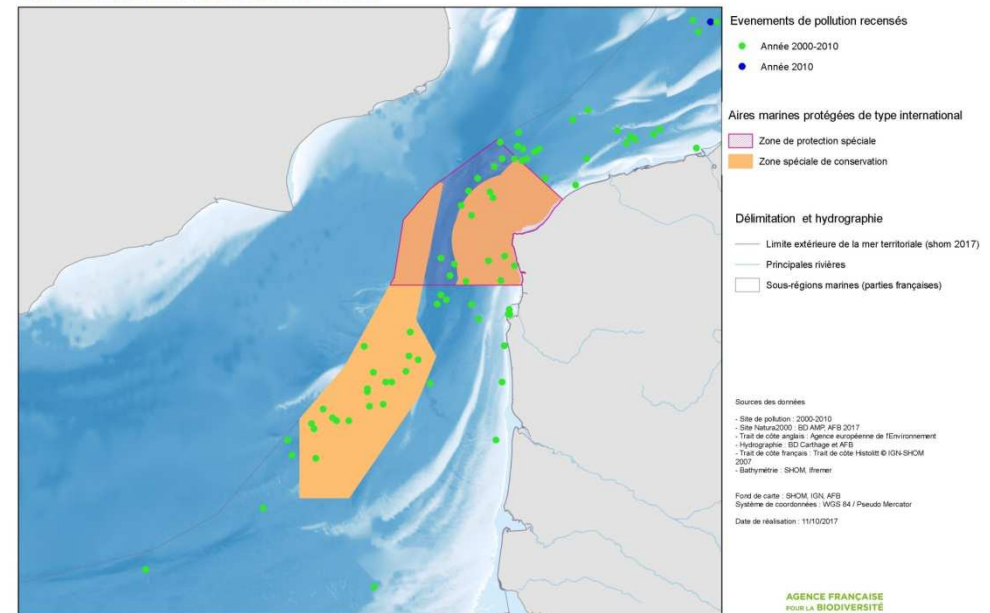 Evenements de pollution recensés
Année 2000-2010
Année 2010
Aires marines protégées de type international
Zone de protection spéciale
Zone spéciale de conservation
Délimitation et hydrographie
Limite extérieure de la mer territoriale (shom 2017)
Principales rivières
Sous-régions marines (parties françaises)
Sources des données
- Site de pollution : 2000-2010
- Site Natura2000 : BD AMP, AFB 2017
- Trait de côte anglais : Agence européenne de l'Environnement
- Hydrographie : BD Carthage et AFB
- Trait de côte français : Trait de côte Histolitt © IGN-SHOM
2007
- Bathymétrie : SHOM, Ifremer
Fond de carte : SHOM, IGN, AFB
Système de coordonnées : WGS 84 / Pseudo Mercator
Date de réalisation : 11/10/2017
AGENCE FRANÇAISE
POUR LA BIODIVERSITÉ